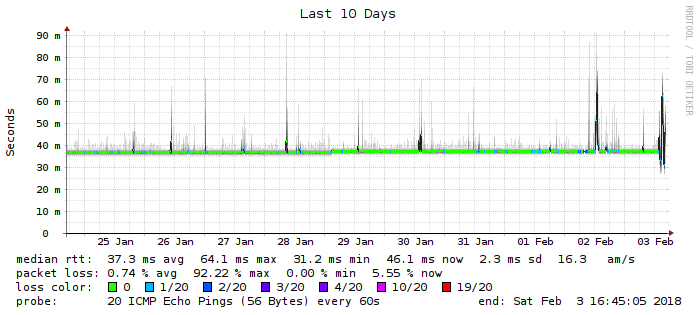 Last 10 Days
RRDTOOL / TOBI OETIKER
Seconds
90 m
80 m
70 m
60 m
50 m
40 m
30 m
20 m
10 m
0
25 Jan 26 Jan 27 Jan 28 Jan 29 Jan 30 Jan 31 Jan 01 Feb 02 Feb 03 Feb
median rtt: 37.3 ms avg 64.1 ms max 31.2 ms min 46.1 ms now 2.3 ms sd 16.3 am/s
packet loss: 0.74 % avg 92.22 % max 0.00 % min 5.55 % now
loss color: 0 1/20 2/20 3/20 4/20 10/20 19/20
probe: 20 ICMP Echo Pings (56 Bytes) every 60s end: Sat Feb 3 16:45:05 2018